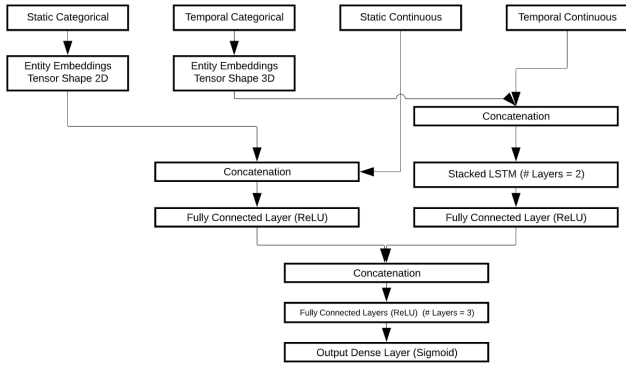 Static Categorical
Temporal Categorical
Static Continuous
Temporal Continuous
Entity Embeddings
Tensor Shape 2D
Entity Embeddings
Tensor Shape 3D
Concatenation
Concatenation
Stacked LSTM (# Layers = 2)
Fully Connected Layer (ReLU)
Fully Connected Layer (ReLU)
Concatenation
Fully Connected Layers (ReLU) (# Layers = 3)
Output Dense Layer (Sigmoid)